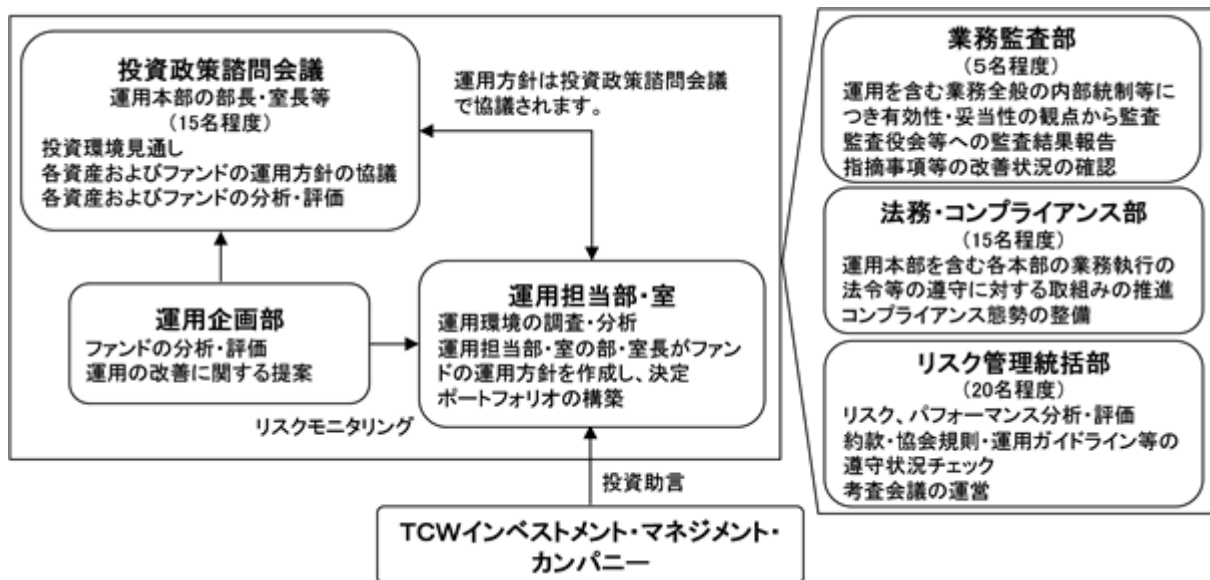 投資政策諮問会議
運用本部の部長・室長等
(15名程度)
投資環境見通し
各資産およびファンドの運用方針の協議
各資産およびファンドの分析・評価
運用方針は投資政策諮問会議
で協議されます。
運用企画部
ファンドの分析・評価
運用の改善に関する提案
リスクモニタリング
運用担当部・室
運用環境の調査・分析
運用担当部・室の部・室長がファン
ドの運用方針を作成し、決定
ポートフォリオの構築
投資助言
TCWインベストメント・マネジメント・
カンパニー
業務監査部
(5名程度)
運用を含む業務全般の内部統制等に
つき有効性・妥当性の観点から監査
監査役会等への監査結果報告
指摘事項等の改善状況の確認
法務・コンプライアンス部
(15名程度)
運用本部を含む各本部の業務執行の
法令等の遵守に対する取組みの推進
コンプライアンス態勢の整備
リスク管理統括部
(20名程度)
リスク、パフォーマンス分析・評価
約款・協会規則・運用ガイドライン等の
遵守状況チェック
考査会議の運営